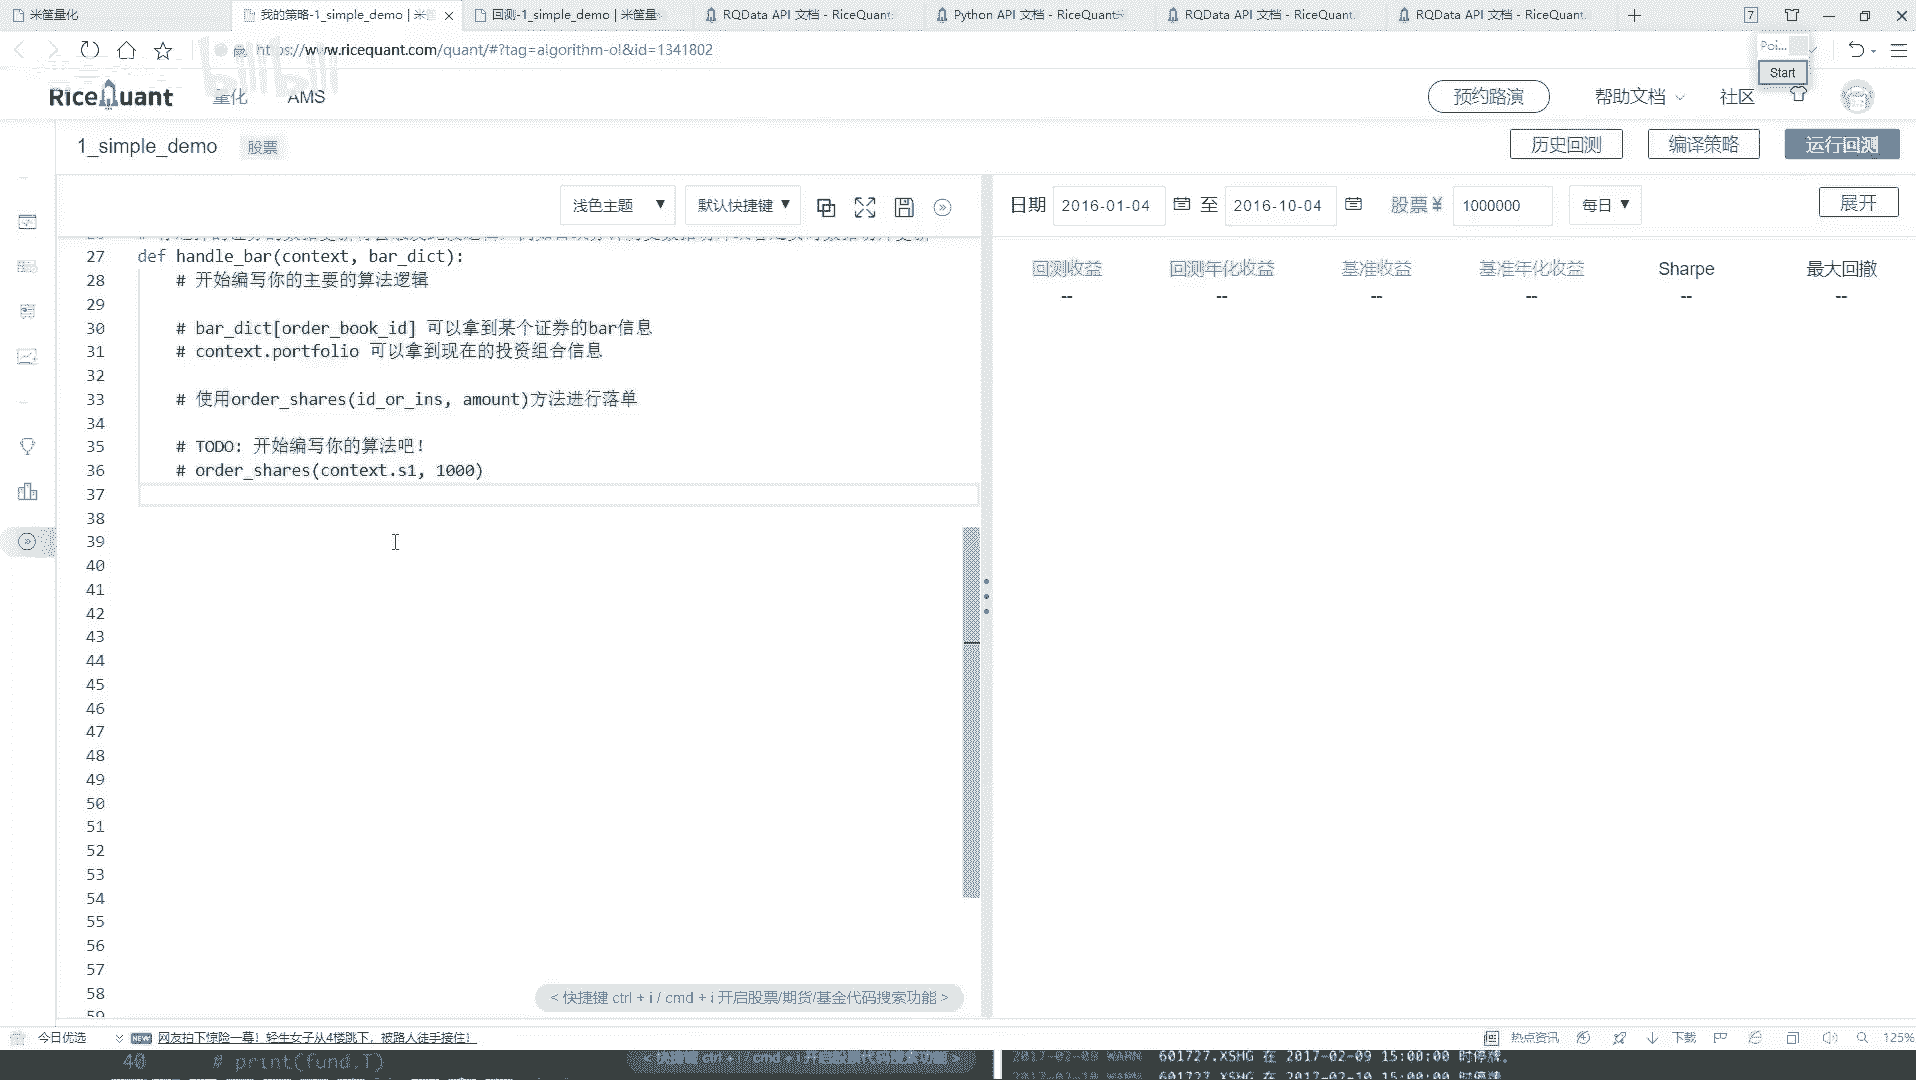 米筐量化
我的策略-1_simple_demo | 米
回测-1_simple_demo | 米筐量
RQData API 文档 - RiceQuant
Python API 文档 - RiceQuant
RQData API 文档 - RiceQuant
RQData API 文档 - RiceQuant
7
https://www.ricequant.com/quant/#?tag=algorithm-ol&id=1341802
bilibili
Poi...
Start
RiceQuant
量化
AMS
预约路演
帮助文档
社区
1_simple_demo
股票
历史回测
编译策略
运行回测
浅色主题 ▼
默认快捷键 ▼
日期 2016-01-04 至 2016-10-04 股票 ¥ 1000000 每日 ▼
展开
回测收益 回测年化收益 基准收益 基准年化收益 Sharpe 最大回撤
-- -- -- -- -- --
27 def handle_bar(context, bar_dict):
28 # 开始编写你的主要的算法逻辑
29
30 # bar_dict[order_book_id] 可以拿到某个证券的bar信息
31 # context.portfolio 可以拿到现在的投资组合信息
32
33 # 使用order_shares(id_or_ins, amount)方法进行落单
34
35 # TODO: 开始编写你的算法吧!
36 # order_shares(context.s1, 1000)
37
38
39
40
41
42
43
44
45
46
47
48
49
50
51
52
53
54
55
56
57
58
59
< 快捷键 ctrl + i / cmd + i 开启股票/期货/基金代码搜索功能 >
今日优选
NEW
网友拍下惊险一幕! 轻生女子从4楼跳下，被路人徒手接住!
热点资讯
下载
125%
40 # print(fund.T)
2017-02-09 WARN 601727.XSHG 在 2017-02-09 15:00:00 时停牌。
2017-02-10 WARN 601727.XSHG 在 2017-02-10 15:00:00 时停牌。